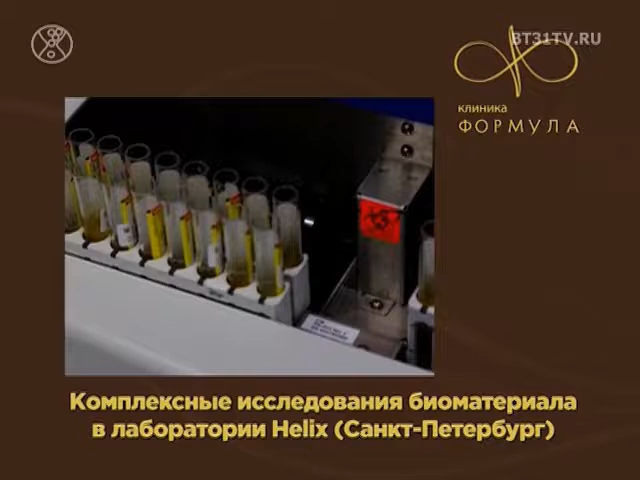 BT31TV.RU
клиника
ФОРМУЛА
Комплексные исследования биоматериала
в лаборатории Helix (Санкт-Петербург)